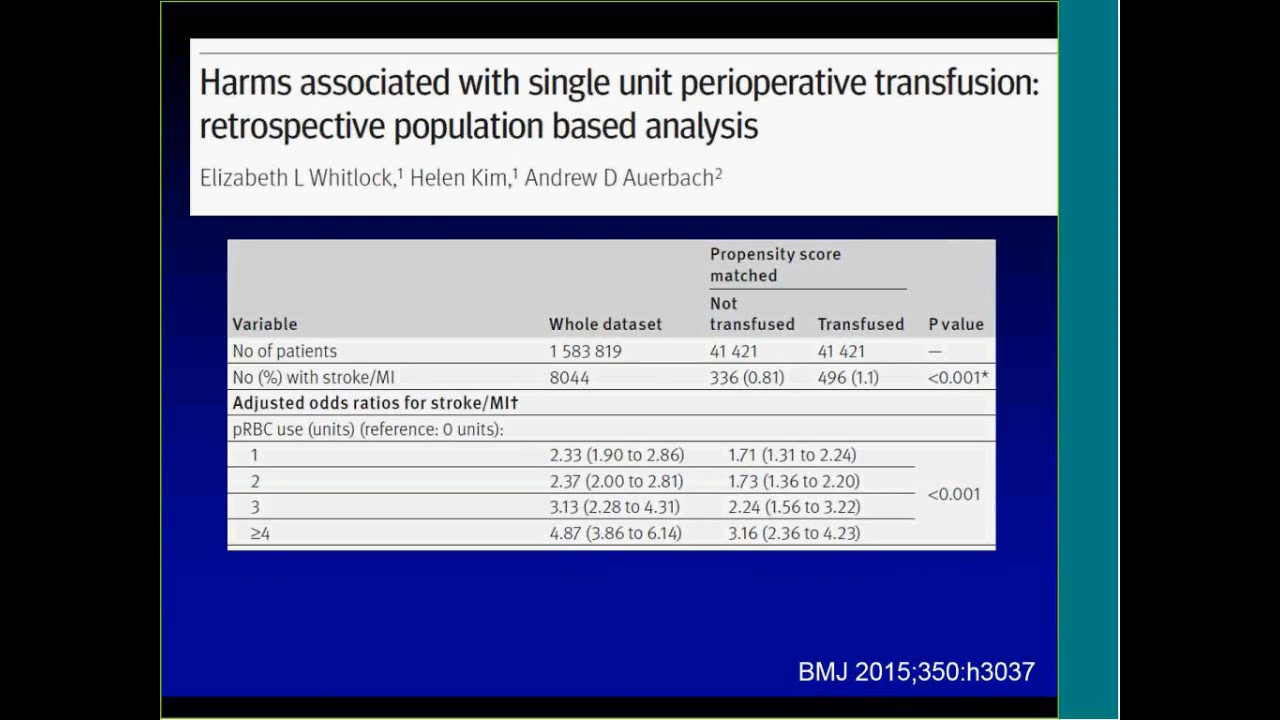 Harms associated with single unit perioperative transfusion:
retrospective population based analysis
Elizabeth L Whitlock,¹ Helen Kim,¹ Andrew D Auerbach²
Propensity score
matched
Not
Variable Whole dataset transfused Transfused P value
No of patients 1 583 819 41 421 41 421 —
No (%) with stroke/MI 8044 336 (0.81) 496 (1.1) <0.001*
Adjusted odds ratios for stroke/MI†
pRBC use (units) (reference: 0 units):
1 2.33 (1.90 to 2.86) 1.71 (1.31 to 2.24)
2 2.37 (2.00 to 2.81) 1.73 (1.36 to 2.20)
<0.001
3 3.13 (2.28 to 4.31) 2.24 (1.56 to 3.22)
≥4 4.87 (3.86 to 6.14) 3.16 (2.36 to 4.23)
BMJ 2015;350:h3037